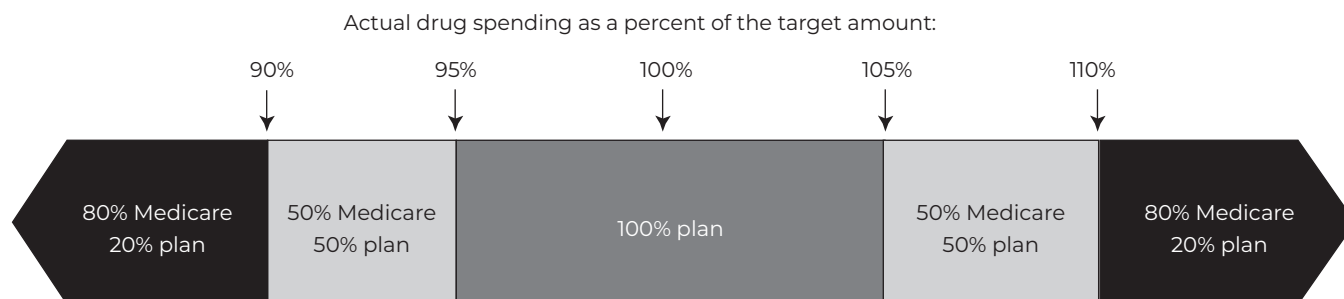 Actual drug spending as a percent of the target amount:
90%
95%
100%
105%
110%
80% Medicare
20% plan
50% Medicare
50% plan
100% plan
50% Medicare
50% plan
80% Medicare
20% plan